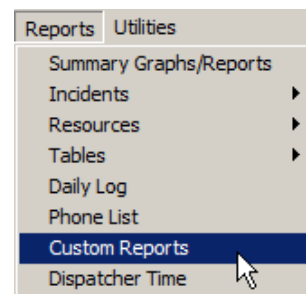 Reports Utilities
Summary Graphs/Reports
Incidents
Resources
Tables
Daily Log
Phone List
Custom Reports
Dispatcher Time